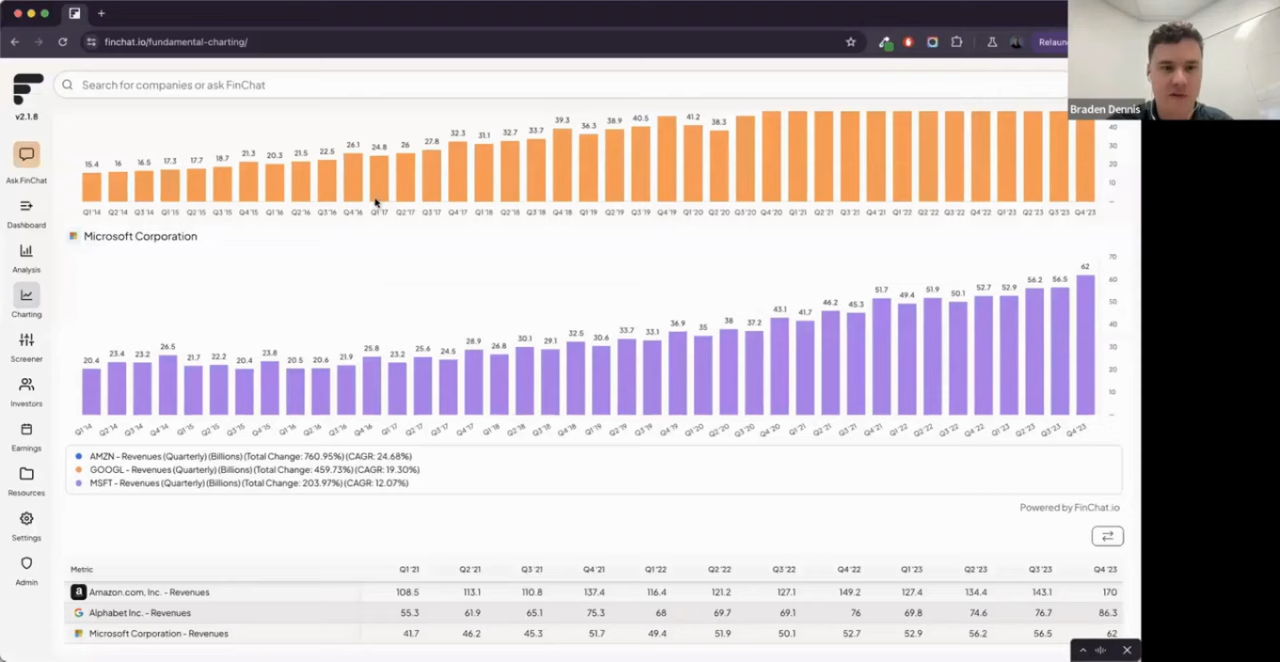 finchat.io/fundamental-charting/
Relaun
Braden Dennis
Search for companies or ask FinChat
v2.1.6
Ask FinChat
Dashboard
Analysis
Charting
Screener
Investors
Earnings
Resources
Settings
Admin
15.4 16 16.5 17.3 17.7 18.7 21.3 20.3 21.5 22.5 26.1 24.8 26 27.8 32.3 31.1 32.7 33.7 39.3 36.3 38.9 40.5 41.2 38.3
40
30
20
10
Q1 '14 Q2 '14 Q3 '14 Q1 '15 Q2 '15 Q3 '15 Q4 '15 Q1 '16 Q2 '16 Q3 '16 Q4 '16 Q1 '17 Q2 '17 Q3 '17 Q4 '17 Q1 '18 Q2 '18 Q3 '18 Q4 '18 Q1 '19 Q2 '19 Q3 '19 Q4 '19 Q1 '20 Q2 '20 Q3 '20 Q4 '20 Q1 '21 Q2 '21 Q3 '21 Q4 '21 Q1 '22 Q2 '22 Q3 '22 Q4 '22 Q1 '23 Q2 '23 Q3 '23 Q4 '23
Microsoft Corporation
70
60
50
40
30
20
10
20.4 23.4 23.2 26.5 21.7 22.2 20.4 23.8 20.5 20.6 21.9 25.8 23.2 25.6 24.5 28.9 26.8 30.1 29.1 32.5 30.6 33.7 33.1 36.9 35 38 37.2 43.1 41.7 46.2 45.3 51.7 49.4 51.9 50.1 52.7 52.9 56.2 56.5 62
Q1 '14 Q2 '14 Q3 '14 Q4 '14 Q1 '15 Q2 '15 Q3 '15 Q4 '15 Q1 '16 Q2 '16 Q3 '16 Q4 '16 Q1 '17 Q2 '17 Q3 '17 Q4 '17 Q1 '18 Q2 '18 Q3 '18 Q4 '18 Q1 '19 Q2 '19 Q3 '19 Q4 '19 Q1 '20 Q2 '20 Q3 '20 Q4 '20 Q1 '21 Q2 '21 Q3 '21 Q4 '21 Q1 '22 Q2 '22 Q3 '22 Q4 '22 Q1 '23 Q2 '23 Q3 '23 Q4 '23
AMZN - Revenues (Quarterly) (Billions) (Total Change: 760.95%) (CAGR: 24.68%)
GOOGL - Revenues (Quarterly) (Billions) (Total Change: 459.73%) (CAGR: 19.30%)
MSFT - Revenues (Quarterly) (Billions) (Total Change: 203.97%) (CAGR: 12.07%)
Powered by FinChat.io
Metric Q1 '21 Q2 '21 Q3 '21 Q4 '21 Q1 '22 Q2 '22 Q3 '22 Q4 '22 Q1 '23 Q2 '23 Q3 '23 Q4 '23
Amazon.com, Inc. - Revenues 108.5 113.1 110.8 137.4 116.4 121.2 127.1 149.2 127.4 134.4 143.1 170
Alphabet Inc. - Revenues 55.3 61.9 65.1 75.3 68 69.7 69.1 76 69.8 74.6 76.7 86.3
Microsoft Corporation - Revenues 41.7 46.2 45.3 51.7 49.4 51.9 50.1 52.7 52.9 56.2 56.5 62